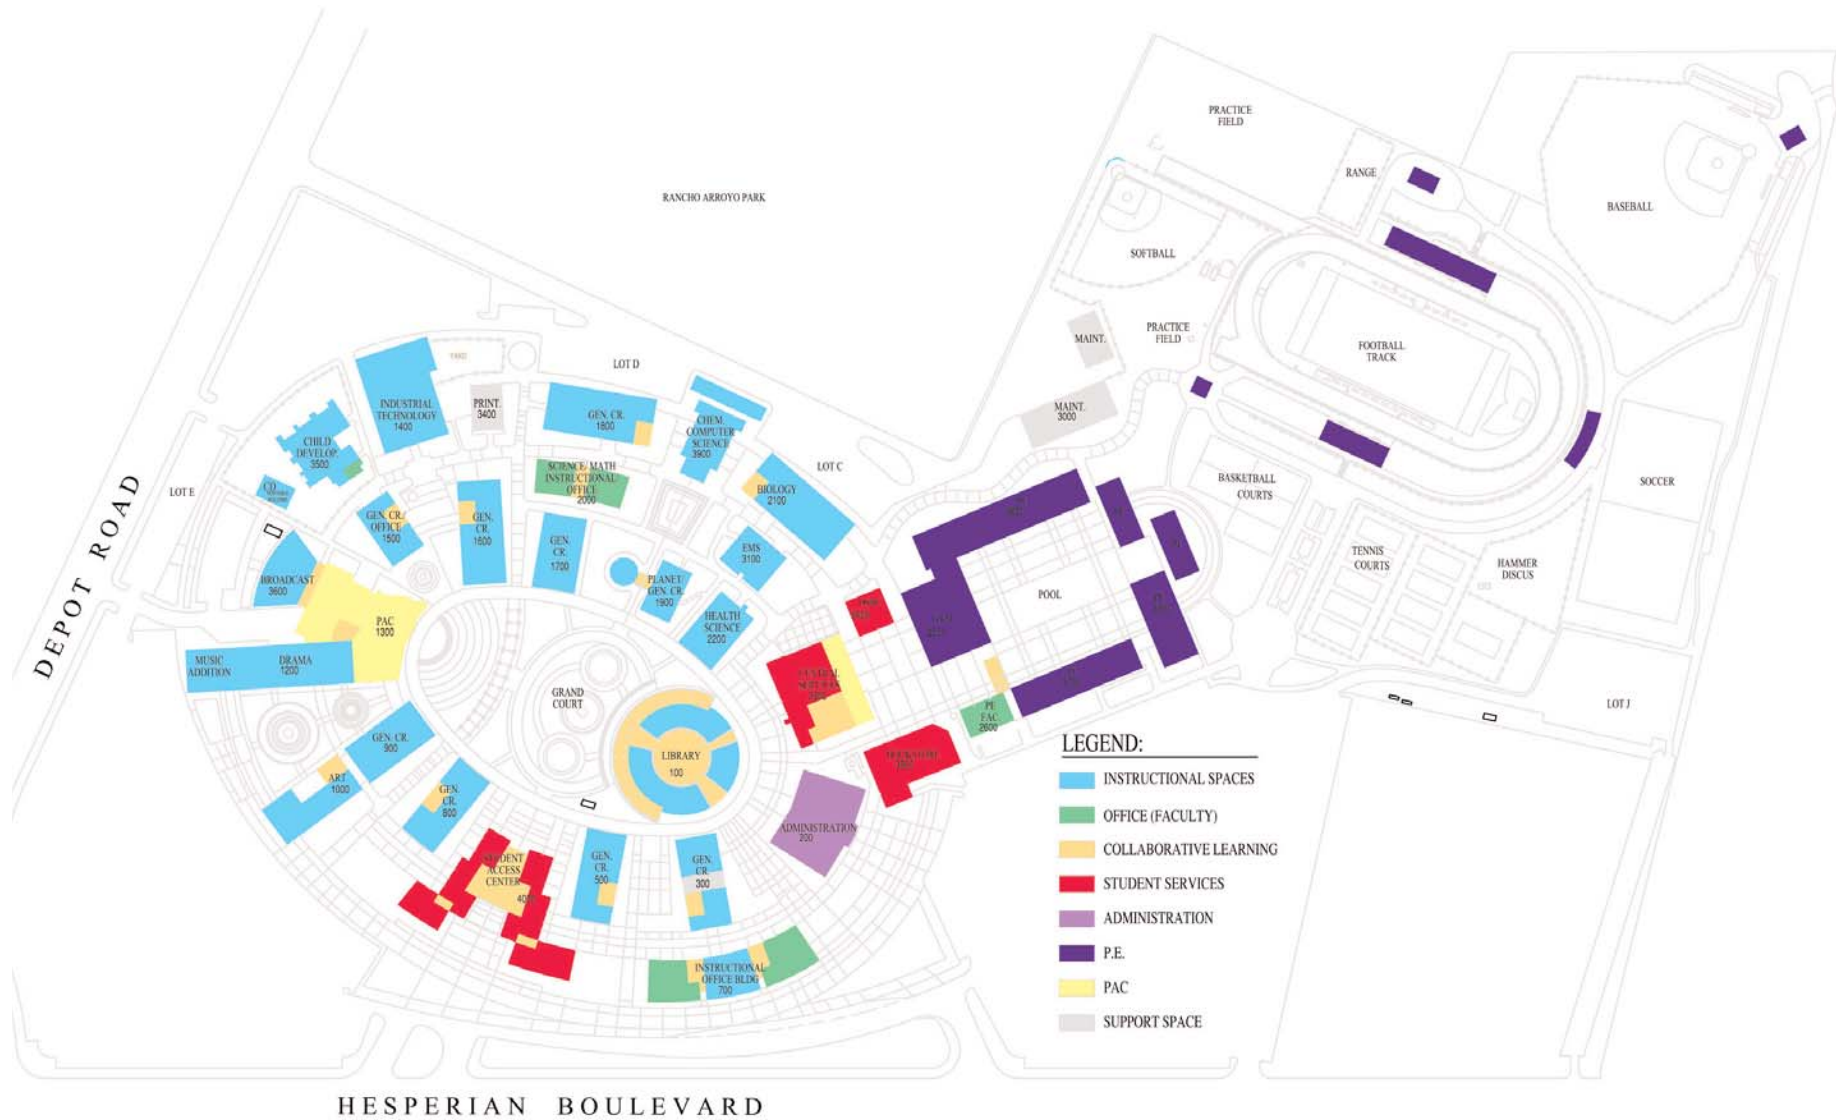 PRACTICE
FIELD
RANGE
RANCHO ARROYO PARK
BASEBALL
SOFTBALL
PRACTICE
FIELD
MAINT.
FOOTBALL
TRACK
LOT D
YARD
INDUSTRIAL
TECHNOLOGY
1400
PRINT.
3400
GEN. CR.
1800
CHEM.
COMPUTER
SCIENCE
3900
MAINT.
3000
CHILD
DEVELOP.
3500
SCIENCE/ MATH
INSTRUCTIONAL
OFFICE
2000
LOT C
BIOLOGY
2100
BASKETBALL
COURTS
SOCCER
LOT E
CD
GEN. CR./
OFFICE
1500
GEN.
CR.
1600
GEN.
CR.
1700
EMS
3100
TENNIS
COURTS
HAMMER
DISCUS
DEPOT ROAD
BROADCAST
3600
PLANET/
GEN. CR.
1900
POOL
PAC
1300
HEALTH
SCIENCE
2200
MUSIC
ADDITION
DRAMA
1200
CENTRAL
SERVICES
GRAND
COURT
LOT J
PE
FAC.
2600
GEN. CR.
900
LIBRARY
100
BOOKSTORE
ART
1000
GEN.
CR.
800
ADMINISTRATION
200
STUDENT
ACCESS
CENTER
GEN.
CR.
500
GEN.
CR.
300
INSTRUCTIONAL
OFFICE BLDG
700
LEGEND:
INSTRUCTIONAL SPACES
OFFICE (FACULTY)
COLLABORATIVE LEARNING
STUDENT SERVICES
ADMINISTRATION
P.E.
PAC
SUPPORT SPACE
HESPERIAN BOULEVARD